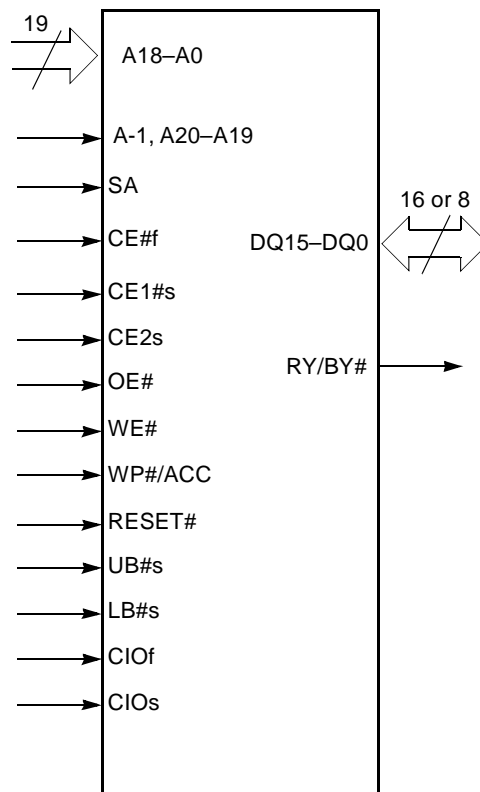 19
A18–A0
A-1, A20–A19
SA
16 or 8
CE#f
DQ15–DQ0
CE1#s
CE2s
RY/BY#
OE#
WE#
WP#/ACC
RESET#
UB#s
LB#s
CIOf
CIOs